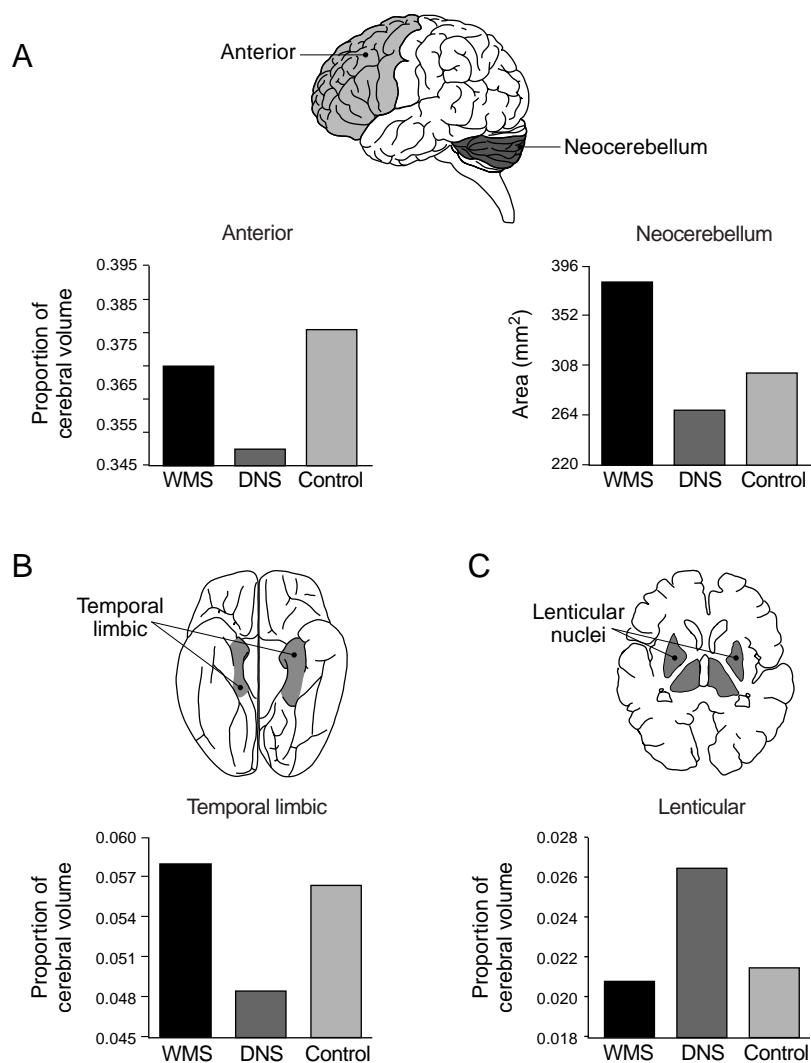 A
Anterior
Neocerebellum
Anterior
Proportion of
cerebral volume
0.395
0.385
0.375
0.365
0.355
0.345
WMS DNS Control
Neocerebellum
Area (mm²)
396
352
308
264
220
WMS DNS Control
B
Temporal
limbic
Temporal limbic
Proportion of
cerebral volume
0.060
0.057
0.054
0.051
0.048
0.045
WMS DNS Control
C
Lenticular
nuclei
Lenticular
Proportion of
cerebral volume
0.028
0.026
0.024
0.022
0.020
0.018
WMS DNS Control